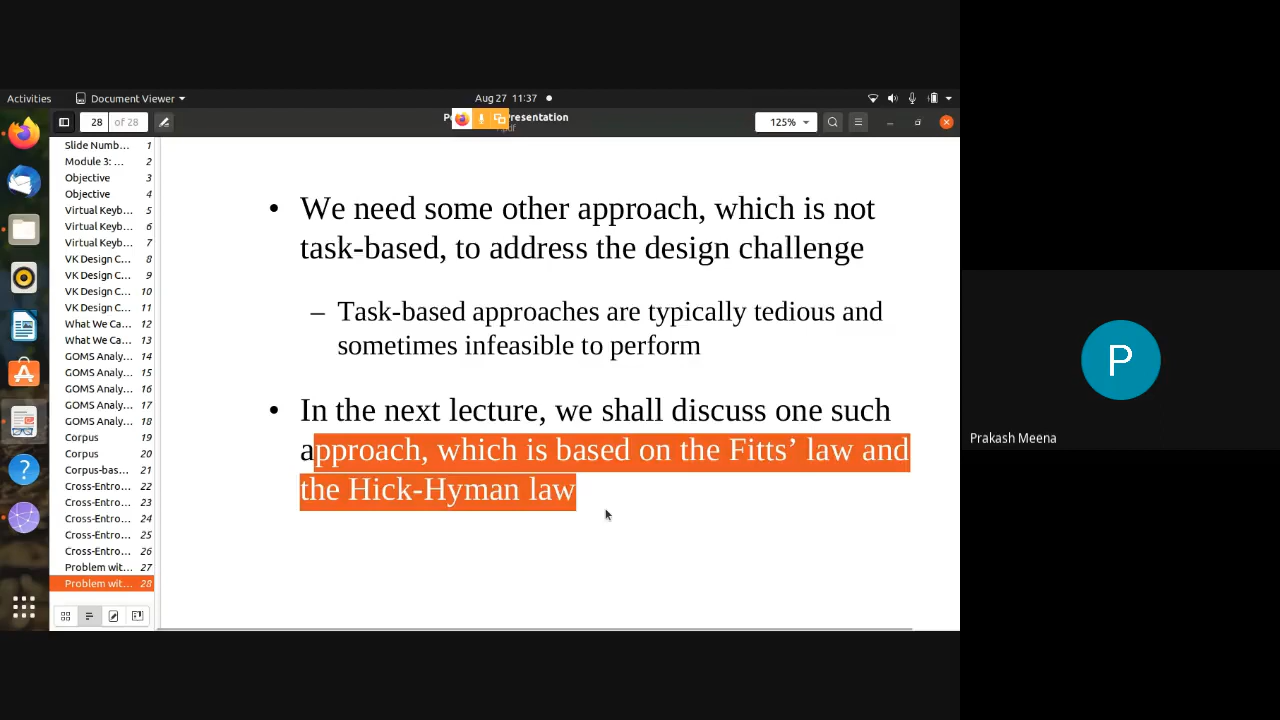 Activities
Document Viewer
Aug 27 11:37
28
of 28
Presentation
125%
Slide Numb... 1
Module 3: ... 2
Objective 3
Objective 4
Virtual Keyb... 5
Virtual Keyb... 6
Virtual Keyb... 7
VK Design C... 8
VK Design C... 9
VK Design C... 10
VK Design C... 11
What We Ca... 12
What We Ca... 13
GOMS Analy... 14
GOMS Analy... 15
GOMS Analy... 16
GOMS Analy... 17
GOMS Analy... 18
Corpus 19
Corpus 20
Corpus-bas... 21
Cross-Entro... 22
Cross-Entro... 23
Cross-Entro... 24
Cross-Entro... 25
Cross-Entro... 26
Problem wit... 27
Problem wit... 28
• We need some other approach, which is not
task-based, to address the design challenge
– Task-based approaches are typically tedious and
sometimes infeasible to perform
• In the next lecture, we shall discuss one such
approach, which is based on the Fitts’ law and
the Hick-Hyman law
P
Prakash Meena